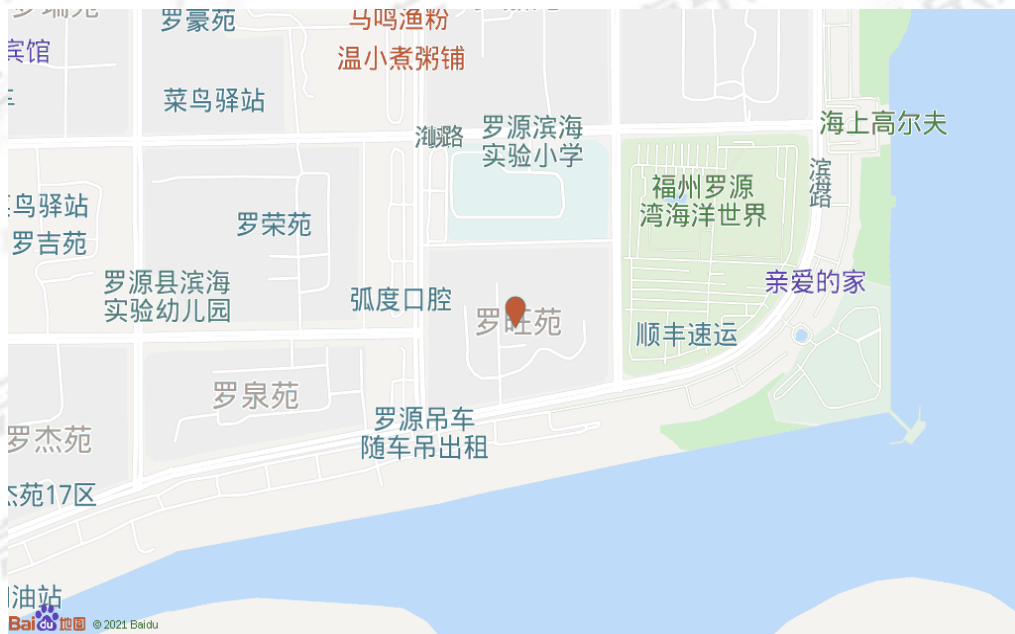 罗豪苑
马鸣渔粉
宾馆
温小煮粥铺
菜鸟驿站
海上高尔夫
罗源滨海
实验小学
滨路
福州罗源
湾海洋世界
鸟驿站
罗荣苑
罗吉苑
罗源县滨海
实验幼儿园
弧度口腔
亲爱的家
罗旺苑
顺丰速运
罗泉苑
罗源吊车
随车吊出租
罗杰苑
杰苑17区
油站
Bai du 地图 © 2021 Baidu